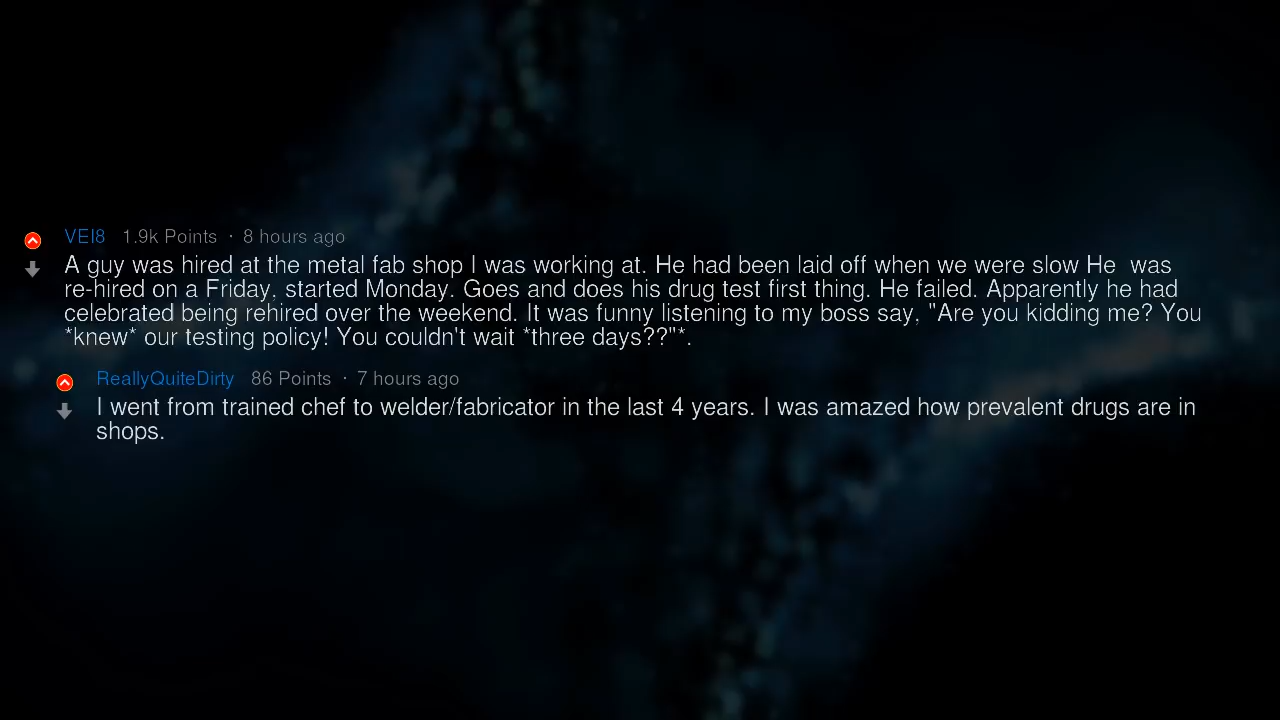 VEI8 1.9k Points · 8 hours ago
A guy was hired at the metal fab shop I was working at. He had been laid off when we were slow He  was
re-hired on a Friday, started Monday. Goes and does his drug test first thing. He failed. Apparently he had
celebrated being rehired over the weekend. It was funny listening to my boss say, "Are you kidding me? You
*knew* our testing policy! You couldn't wait *three days??"*.
ReallyQuiteDirty 86 Points · 7 hours ago
I went from trained chef to welder/fabricator in the last 4 years. I was amazed how prevalent drugs are in
shops.